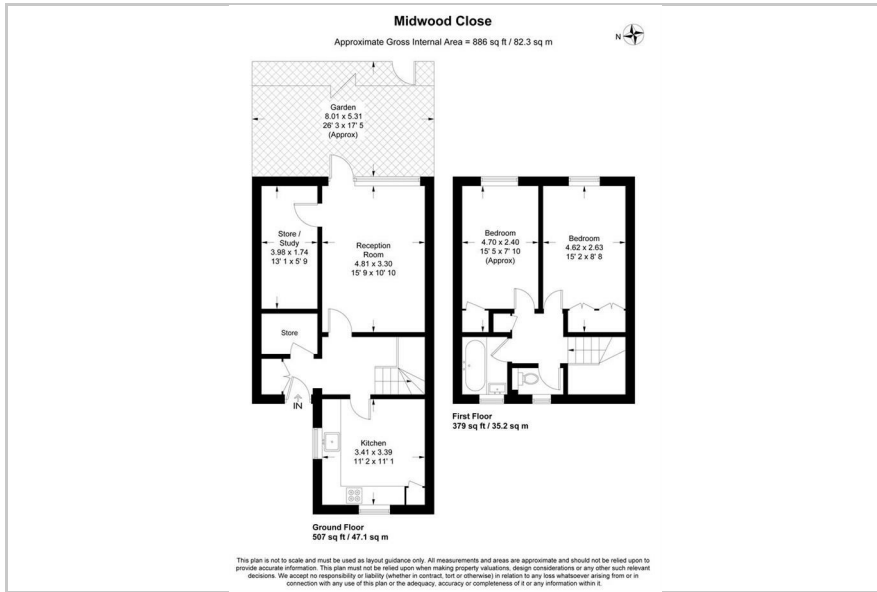 Midwood Close
Approximate Gross Internal Area = 886 sq ft / 82.3 sq m
N
Garden
8.01 x 5.31
26' 3 x 17' 5
(Approx)
Store /
Study
3.98 x 1.74
13' 1 x 5' 9
Reception
Room
4.81 x 3.30
15' 9 x 10' 10
Store
IN
Kitchen
3.41 x 3.39
11' 2 x 11' 1
Ground Floor
507 sq ft / 47.1 sq m
Bedroom
4.70 x 2.40
15' 5 x 7' 10
(Approx)
Bedroom
4.62 x 2.63
15' 2 x 8' 8
First Floor
379 sq ft / 35.2 sq m
This plan is not to scale and must be used as layout guidance only. All measurements and areas are approximate and should not be relied upon to
provide accurate information. This plan must not be relied upon when making property valuations, design considerations or any other such relevant
decisions. We accept no responsibility or liability (whether in contract, tort or otherwise) in relation to any loss whatsoever arising from or in
connection with any use of this plan or the adequacy, accuracy or completeness of it or any information within it.